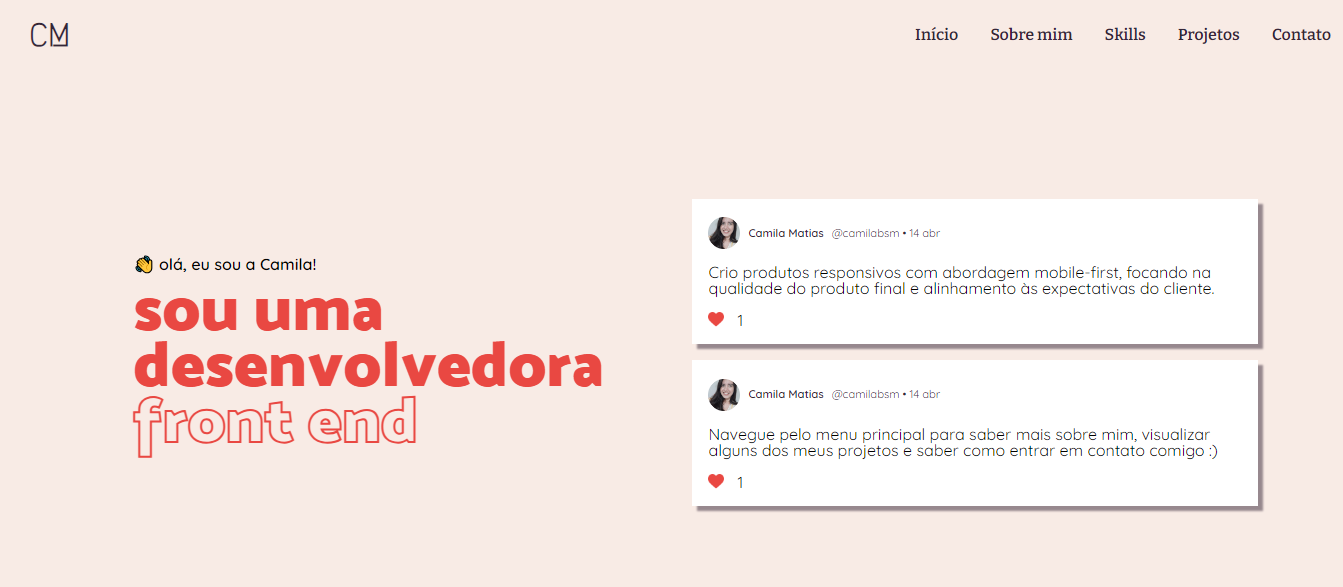 CM
Início Sobre mim Skills Projetos Contato
olá, eu sou a Camila!
sou uma
desenvolvedora
front end
Camila Matias @camilabsm • 14 abr
Crio produtos responsivos com abordagem mobile-first, focando na
qualidade do produto final e alinhamento às expectativas do cliente.
1
Camila Matias @camilabsm • 14 abr
Navegue pelo menu principal para saber mais sobre mim, visualizar
alguns dos meus projetos e saber como entrar em contato comigo :)
1